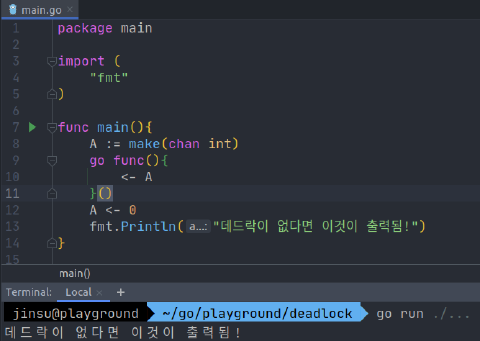 main.go ×
1 package main
2
3 import (
4 "fmt"
5 )
6
7 func main(){
8 A := make(chan int)
9 go func(){
10 <- A
11 }()
12 A <- 0
13 fmt.Println( a...: "데드락이 없다면 이것이 출력됨!")
14 }
15
main()
Terminal: Local × +
jinsu@playground ~/go/playground/deadlock go run ./...
데드락이 없다면 이것이 출력됨!